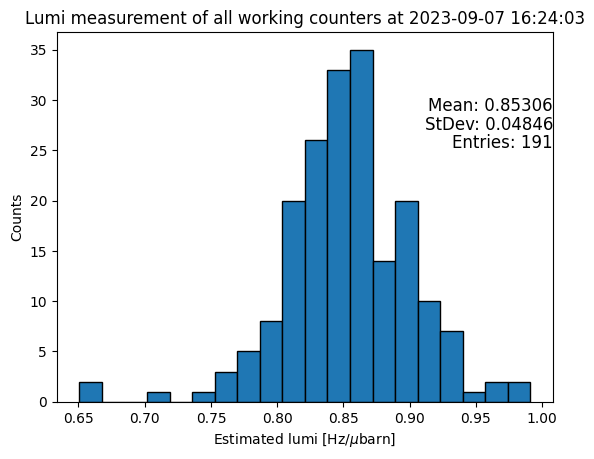 Lumi measurement of all working counters at 2023-09-07 16:24:03
35
30
25
20
15
10
5
0
Counts
Mean: 0.85306
StDev: 0.04846
Entries: 191
0.65 0.70 0.75 0.80 0.85 0.90 0.95 1.00
Estimated lumi [Hz/μbarn]